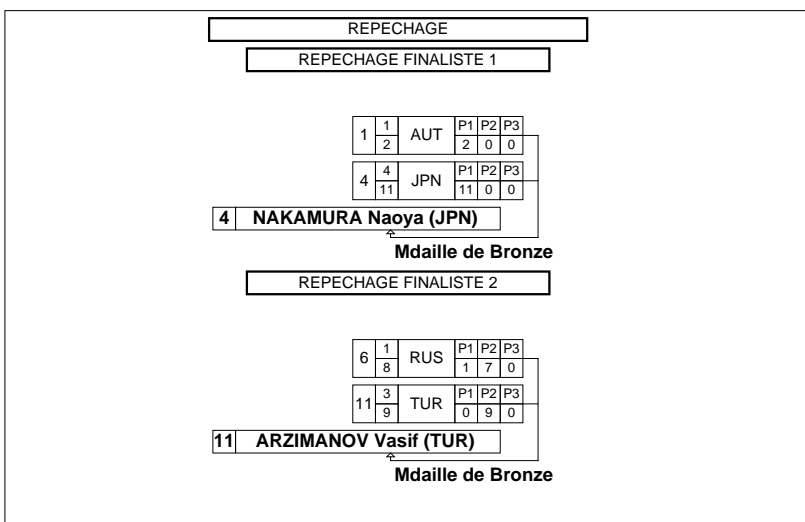 REPECHAGE
REPECHAGE FINALISTE 1
1 1 AUT P1 P2 P3
2 2 0 0
4 4 JPN P1 P2 P3
11 11 0 0
4 NAKAMURA Naoya (JPN)
Mdaille de Bronze
REPECHAGE FINALISTE 2
6 1 RUS P1 P2 P3
8 1 7 0
11 3 TUR P1 P2 P3
9 0 9 0
11 ARZIMANOV Vasif (TUR)
Mdaille de Bronze